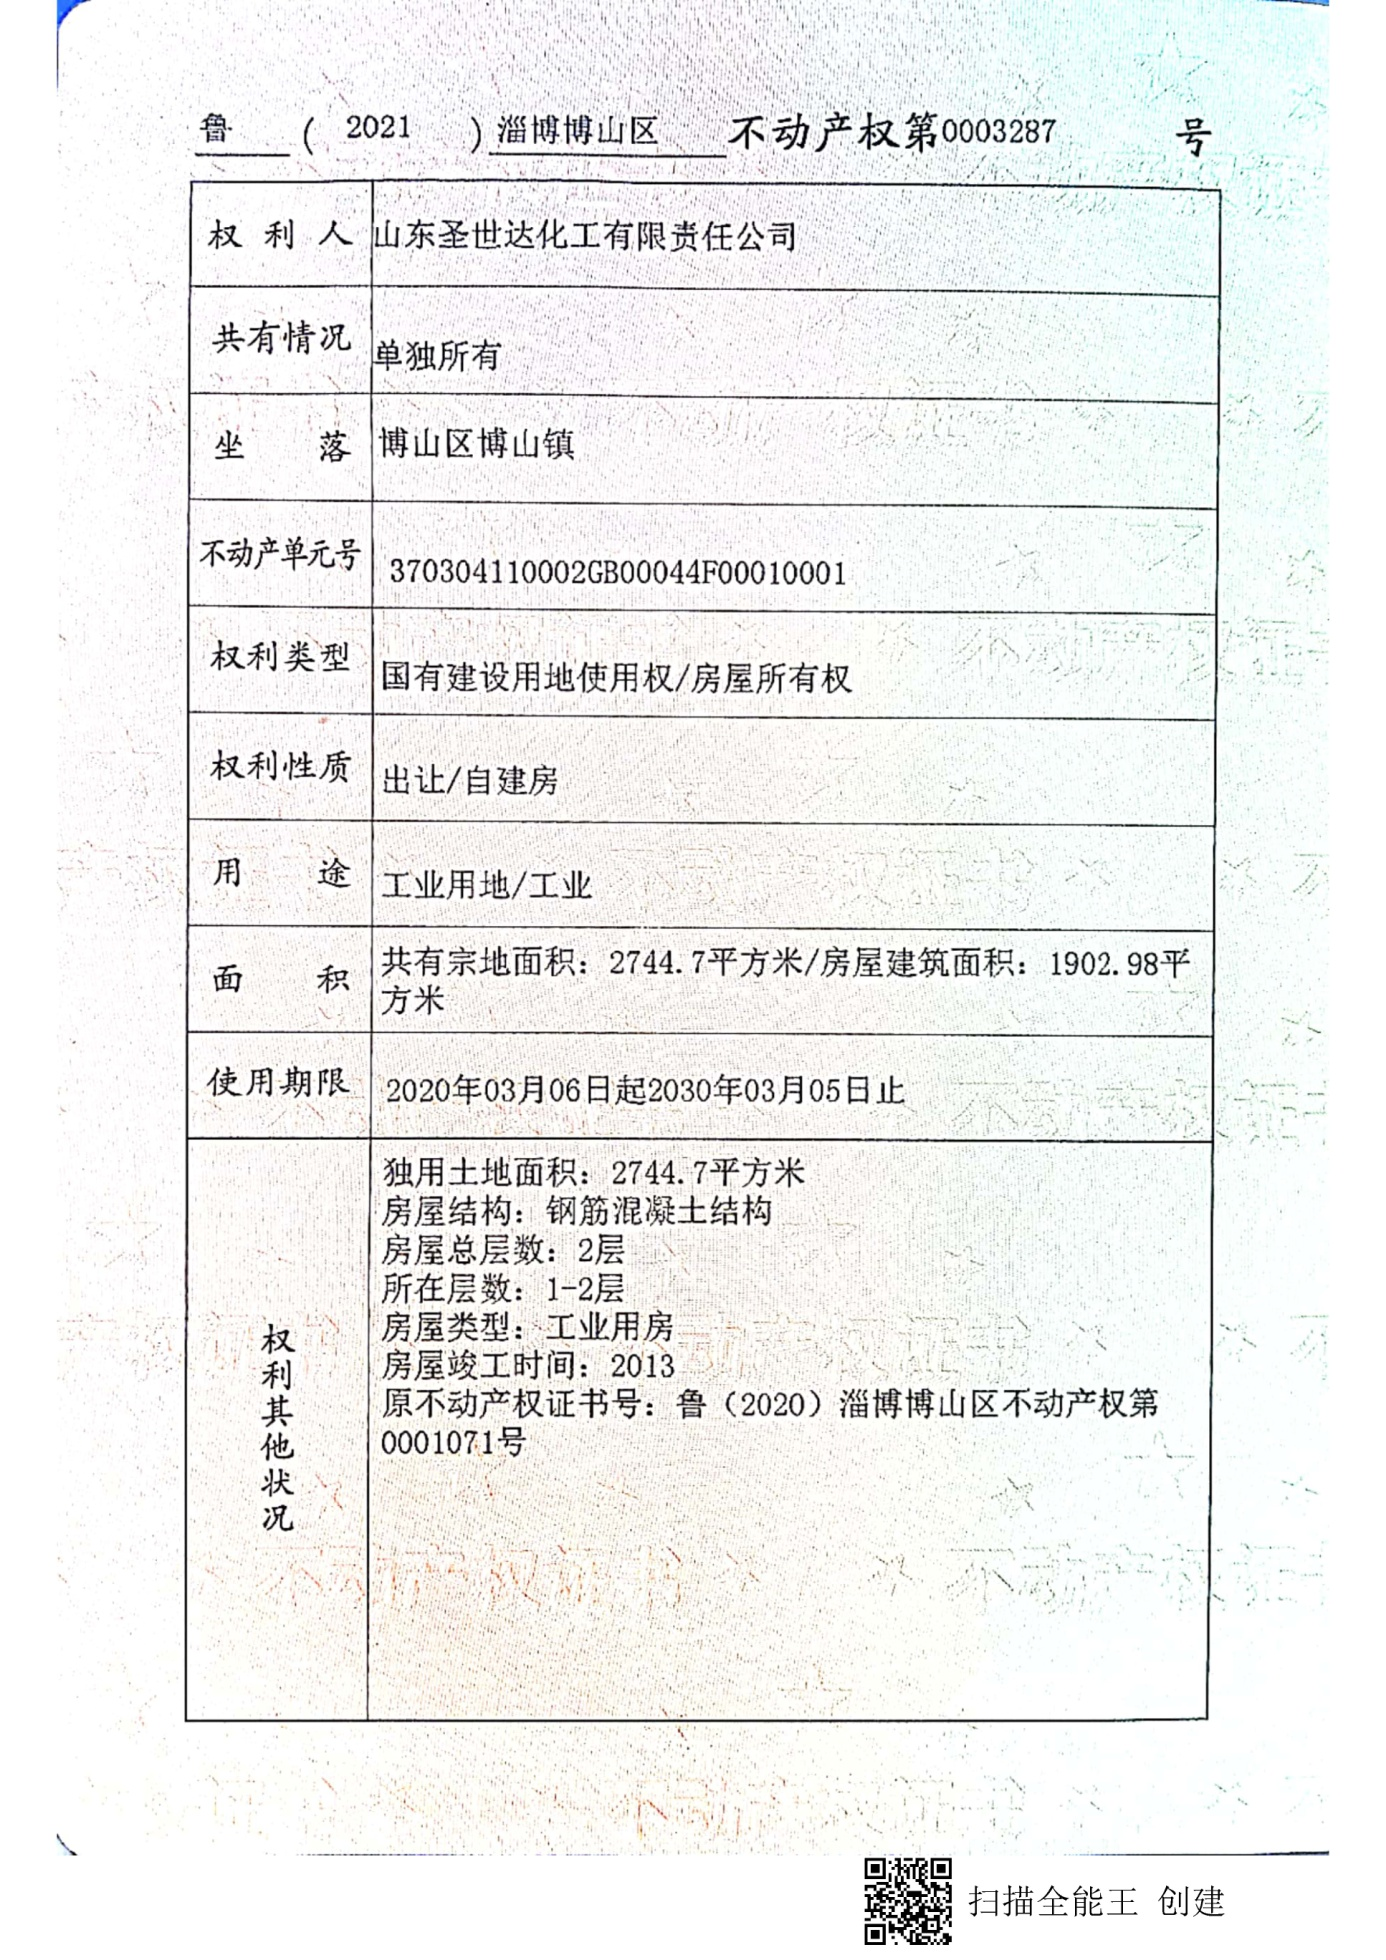 鲁 ( 2021 ) 淄博博山区 不动产权第0003287 号
权利人 山东圣世达化工有限责任公司
共有情况 单独所有
坐落 博山区博山镇
不动产单元号 370304110002GB00044F00010001
权利类型 国有建设用地使用权/房屋所有权
权利性质 出让/自建房
用途 工业用地/工业
面积 共有宗地面积：2744.7平方米/房屋建筑面积：1902.98平
方米
使用期限 2020年03月06日起2030年03月05日止
权利其他状况
独用土地面积：2744.7平方米
房屋结构：钢筋混凝土结构
房屋总层数：2层
所在层数：1-2层
房屋类型：工业用房
房屋竣工时间：2013
原不动产权证书号：鲁（2020）淄博博山区不动产权第
0001071号
扫描全能王 创建